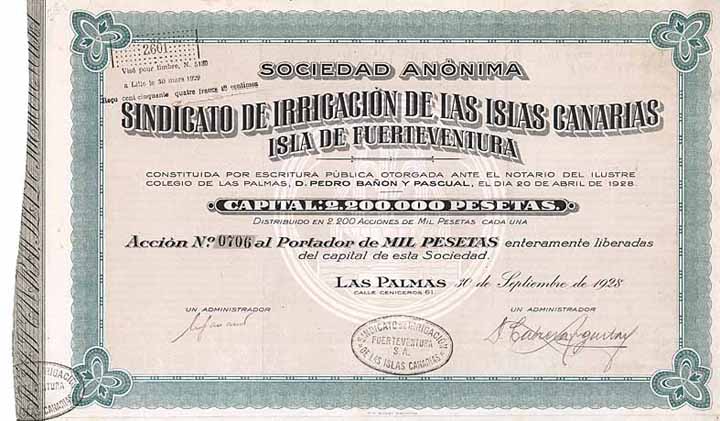 2601
Visé pour timbre, N. 5180
a Lille le 30 mars 1929
Reçu cent cinquante quatre francs
SOCIEDAD ANÓNIMA
SINDICATO DE IRRIGACIÓN DE LAS ISLAS CANARIAS
ISLA DE FUERTEVENTURA
CONSTITUIDA POR ESCRITURA PÚBLICA OTORGADA ANTE EL NOTARIO DEL ILUSTRE
COLEGIO DE LAS PALMAS, D. PEDRO BAÑON Y PASCUAL, EL DIA 20 DE ABRIL DE 1928
CAPITAL: 2.200.000 PESETAS.
DISTRIBUIDO EN 2.200 ACCIONES DE MIL PESETAS CADA UNA
Acción N.º 0706 al Portador de MIL PESETAS enteramente liberadas
del capital de esta Sociedad.
LAS PALMAS 30 de Septiembre de 1928
CALLE CENICEROS 61.
UN ADMINISTRADOR
UN ADMINISTRADOR
SINDICATO DE IRRIGACIÓN
FUERTEVENTURA
S. A.
DE LAS ISLAS CANARIAS